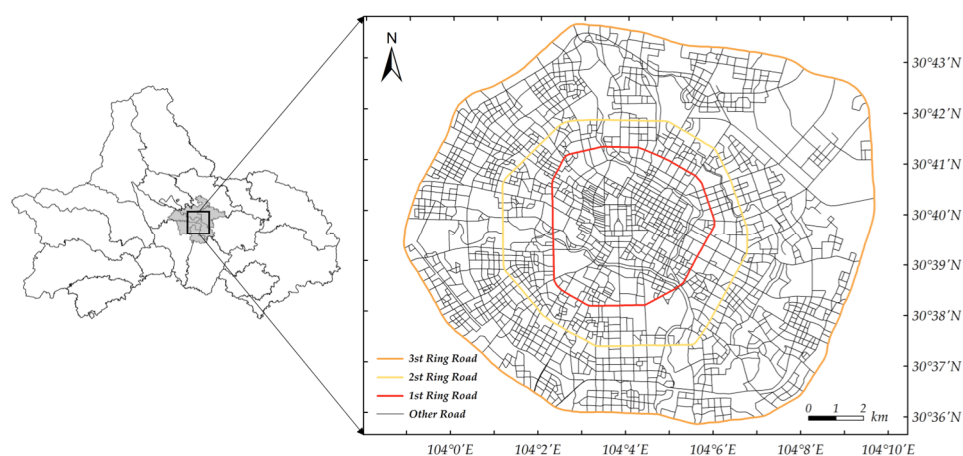 N
30°43′N
30°42′N
30°41′N
30°40′N
30°39′N
30°38′N
30°37′N
30°36′N
3st Ring Road
2st Ring Road
1st Ring Road
Other Road
0 1 2 km
104°0′E 104°2′E 104°4′E 104°6′E 104°8′E 104°10′E